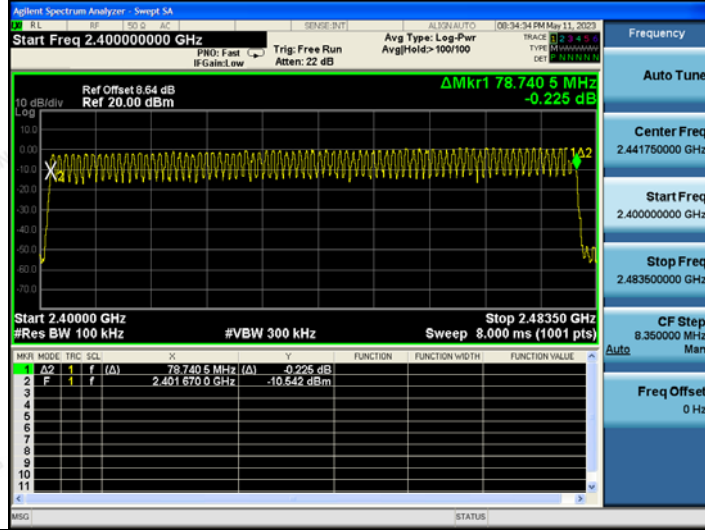 Agilent Spectrum Analyzer - Swept SA
RL RF 50 Ω AC SENSE:INT ALIGN AUTO 08:34:34 PM May 11, 2023
Start Freq 2.400000000 GHz
PNO: Fast
IFGain:Low
Trig: Free Run
Atten: 22 dB
Avg Type: Log-Pwr
Avg|Hold:>100/100
TRACE 1 2 3 4 5 6
TYPE M
DET P N N N N N
ΔMkr1 78.740 5 MHz
-0.225 dB
Ref Offset 8.64 dB
10 dB/div Ref 20.00 dBm
Log
10.0
0.00
-10.0
-20.0
-30.0
-40.0
-50.0
-60.0
-70.0
2
1Δ2
Start 2.40000 GHz Stop 2.48350 GHz
#Res BW 100 kHz #VBW 300 kHz Sweep 8.000 ms (1001 pts)
MKR MODE TRC SCL X Y FUNCTION FUNCTION WIDTH FUNCTION VALUE
1 Δ2 1 f (Δ) 78.740 5 MHz (Δ) -0.225 dB
2 F 1 f 2.401 670 0 GHz -10.542 dBm
3
4
5
6
7
8
9
10
11
MSG STATUS
Frequency
Auto Tune
Center Freq
2.441750000 GHz
Start Freq
2.400000000 GHz
Stop Freq
2.483500000 GHz
CF Step
8.350000 MHz
Auto Man
Freq Offset
0 Hz